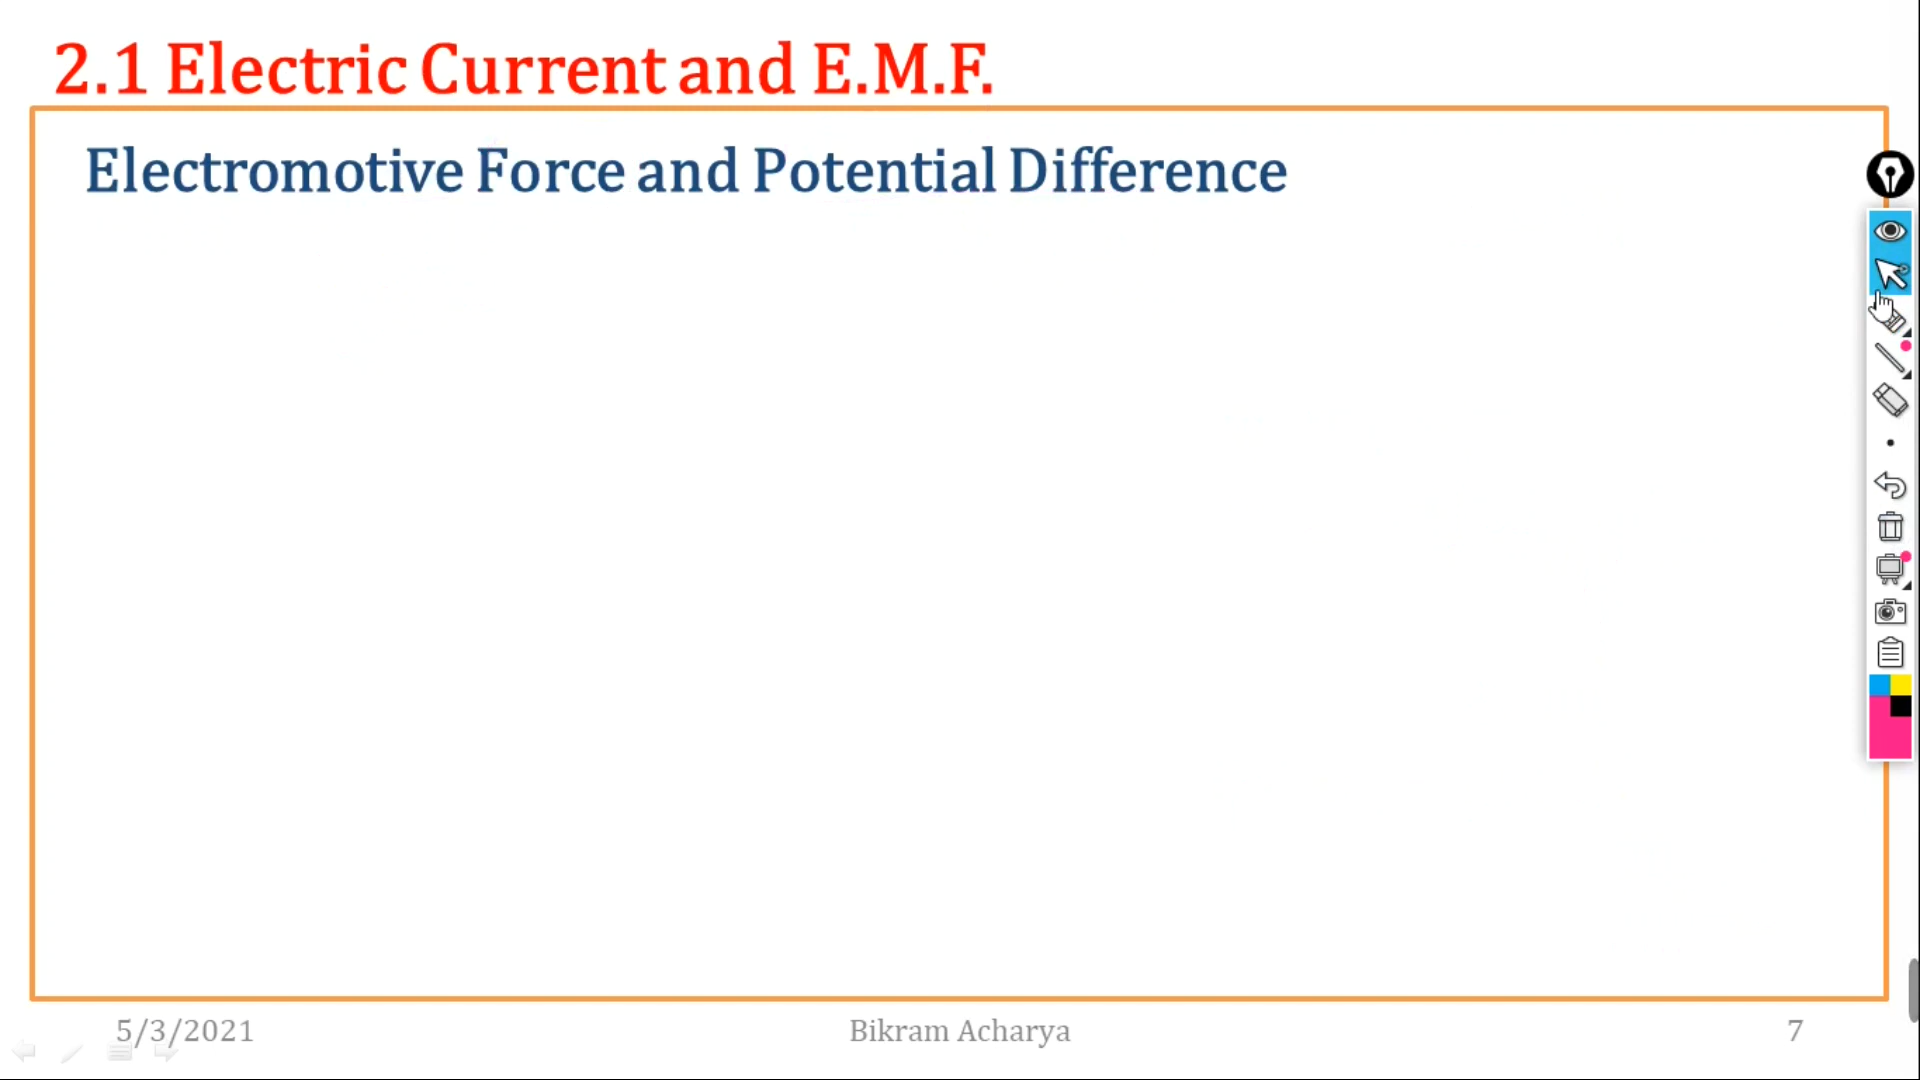 2.1 Electric Current and E.M.F.
Electromotive Force and Potential Difference
5/3/2021
Bikram Acharya
7